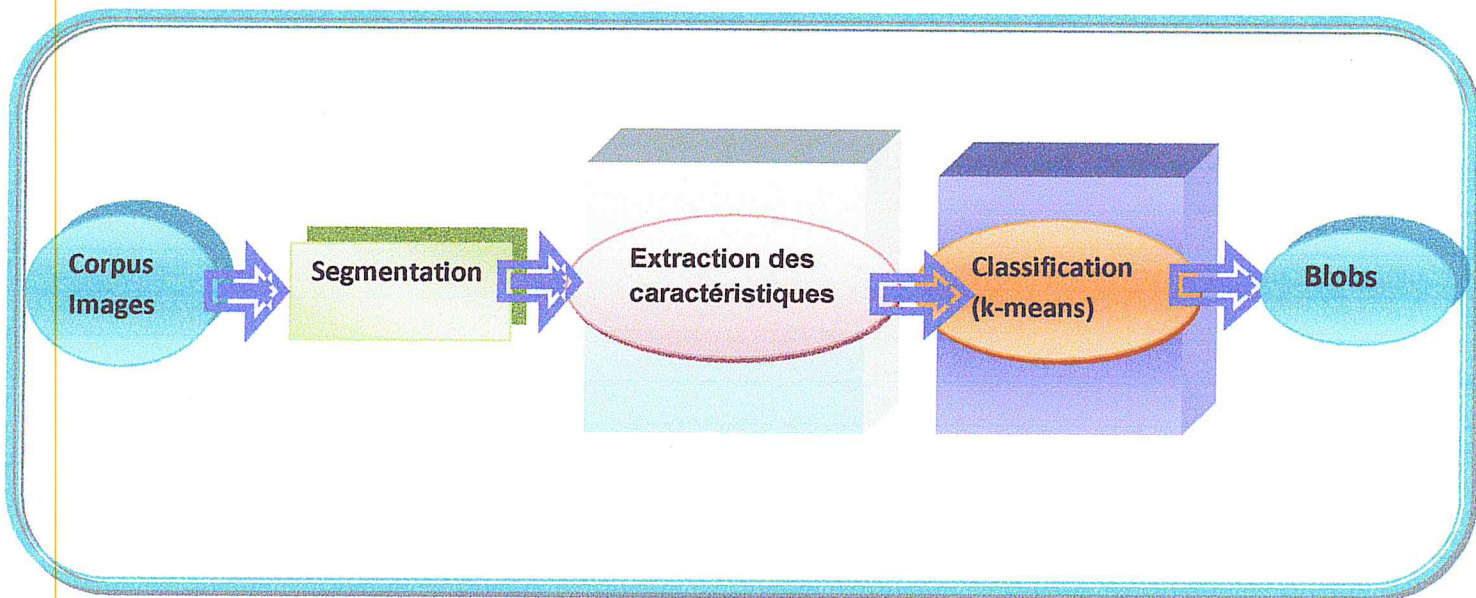 Corpus
Images
Segmentation
Extraction des
caractéristiques
Classification
(k-means)
Blobs